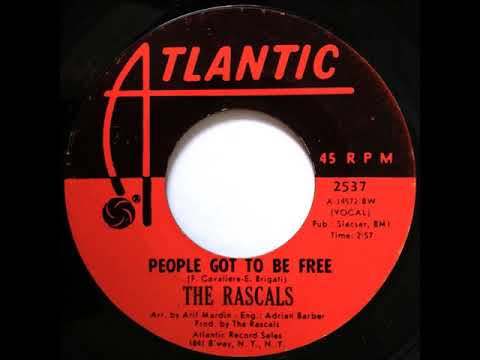 ATLANTIC
45 RPM
2537
A-14572 BW
(VOCAL)
Pub: Slacsar, BMI
Time: 2:57
PEOPLE GOT TO BE FREE
(F. Cavaliere-E. Brigati)
THE RASCALS
Arr. by Arif Mardin - Eng.: Adrian Barber
Prod. by The Rascals
Atlantic Record Sales
1841 B'way, N. Y., N. Y.